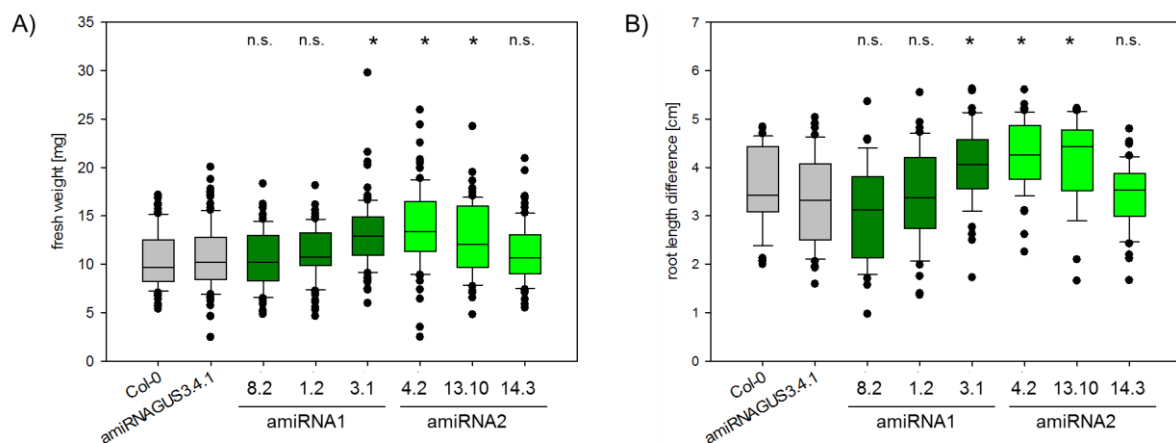 A)
fresh weight [mg]
35
30
25
20
15
10
5
0
n.s. n.s. * * * n.s.
Col-0 amiRNAGUS3.4.1 8.2 1.2 3.1 4.2 13.10 14.3
amiRNA1 amiRNA2
B)
root length difference [cm]
7
6
5
4
3
2
1
0
n.s. n.s. * * * n.s.
Col-0 amiRNAGUS3.4.1 8.2 1.2 3.1 4.2 13.10 14.3
amiRNA1 amiRNA2